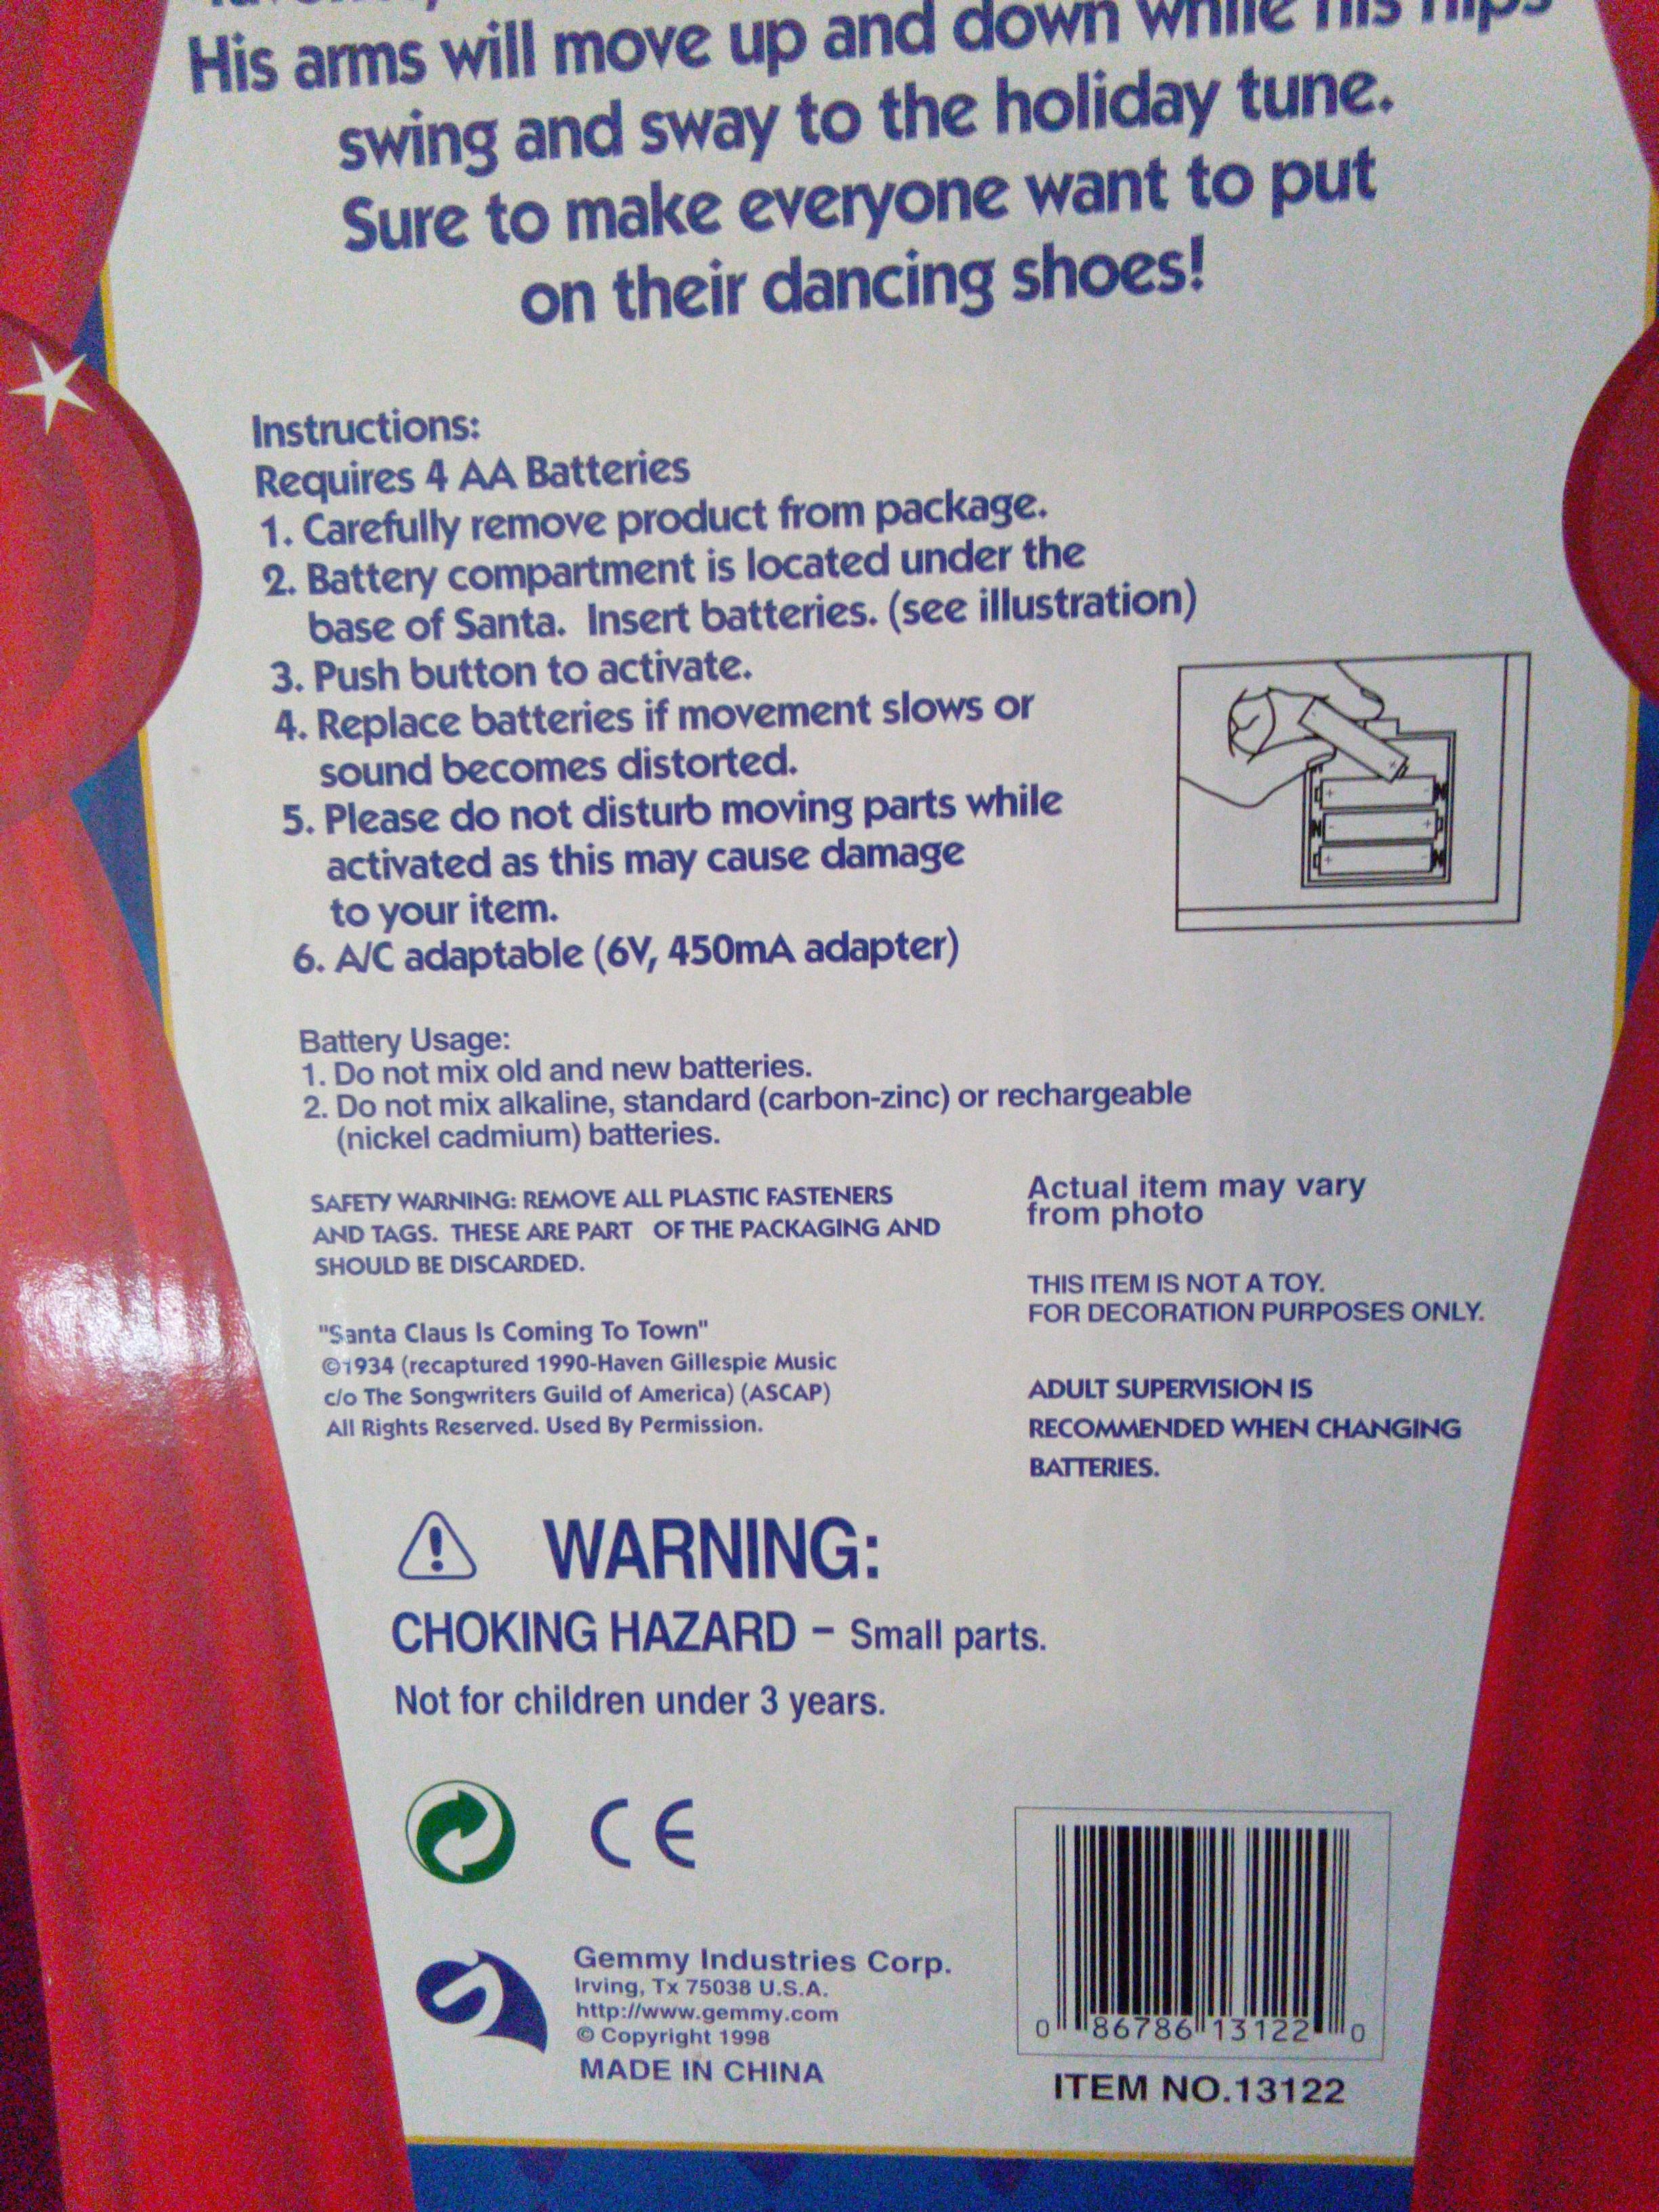 His arms will move up and down while his hips
swing and sway to the holiday tune.
Sure to make everyone want to put
on their dancing shoes!
Instructions:
Requires 4 AA Batteries
1. Carefully remove product from package.
2. Battery compartment is located under the
base of Santa. Insert batteries. (see illustration)
3. Push button to activate.
4. Replace batteries if movement slows or
sound becomes distorted.
5. Please do not disturb moving parts while
activated as this may cause damage
to your item.
6. A/C adaptable (6V, 450mA adapter)
Battery Usage:
1. Do not mix old and new batteries.
2. Do not mix alkaline, standard (carbon-zinc) or rechargeable
(nickel cadmium) batteries.
SAFETY WARNING: REMOVE ALL PLASTIC FASTENERS
AND TAGS. THESE ARE PART OF THE PACKAGING AND
SHOULD BE DISCARDED.
"Santa Claus Is Coming To Town"
©1934 (recaptured 1990-Haven Gillespie Music
c/o The Songwriters Guild of America) (ASCAP)
All Rights Reserved. Used By Permission.
Actual item may vary
from photo
THIS ITEM IS NOT A TOY.
FOR DECORATION PURPOSES ONLY.
ADULT SUPERVISION IS
RECOMMENDED WHEN CHANGING
BATTERIES.
WARNING:
CHOKING HAZARD - Small parts.
Not for children under 3 years.
CE
Gemmy Industries Corp.
Irving, Tx 75038 U.S.A.
http://www.gemmy.com
© Copyright 1998
MADE IN CHINA
0 86786 13122 0
ITEM NO.13122